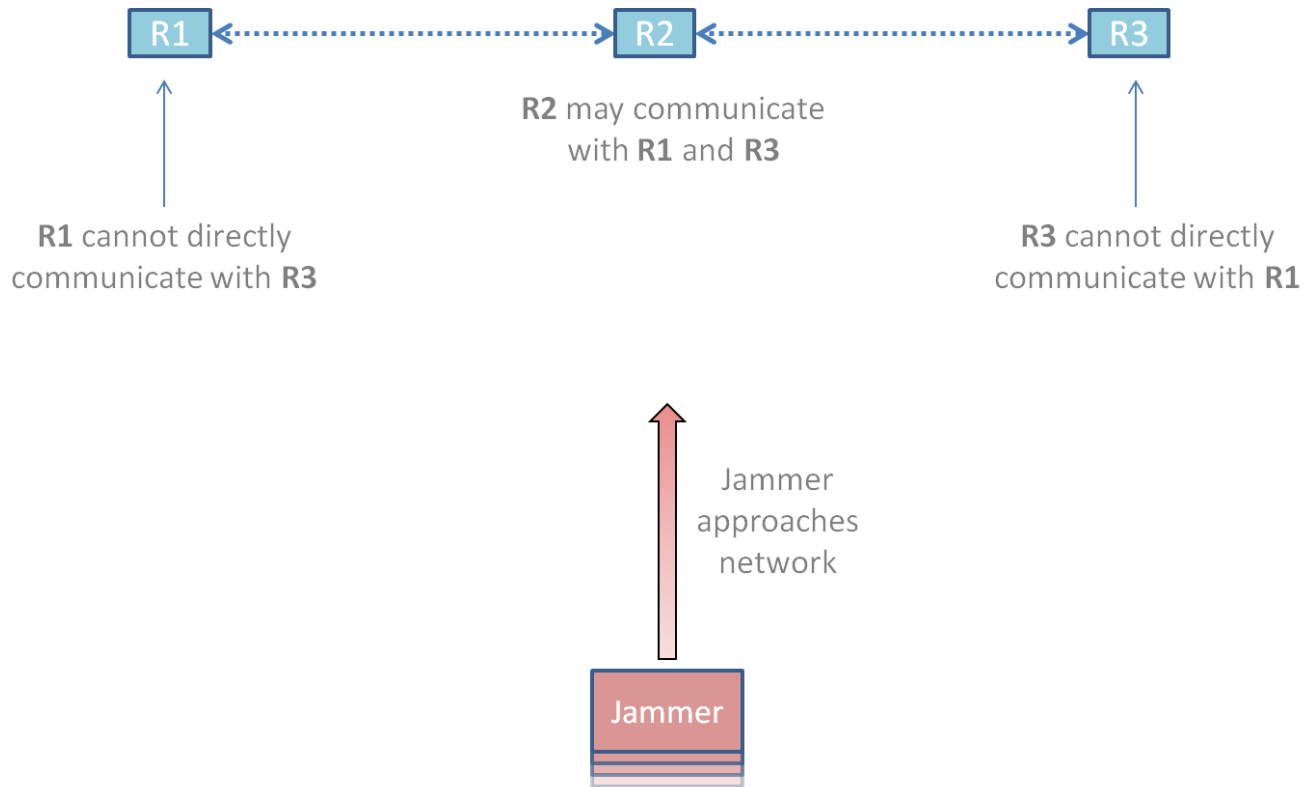 R1
R2
R3
R2 may communicate
with R1 and R3
R1 cannot directly
communicate with R3
R3 cannot directly
communicate with R1
Jammer
approaches
network
Jammer